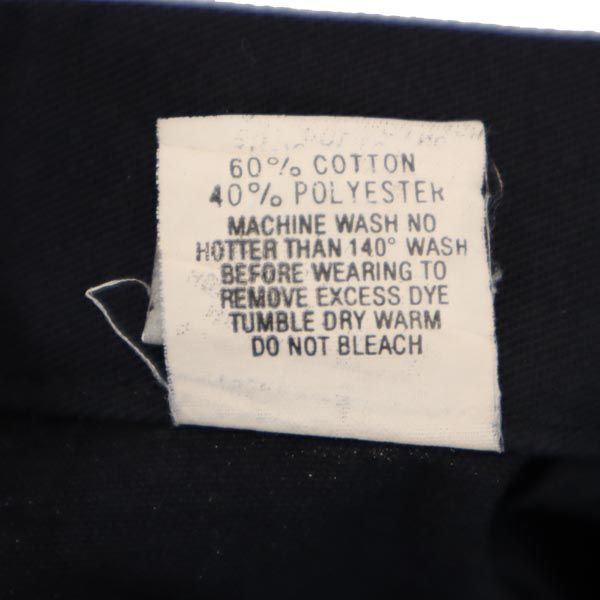 60% COTTON
40% POLYESTER
MACHINE WASH NO
HOTTER THAN 140° WASH
BEFORE WEARING TO
REMOVE EXCESS DYE
TUMBLE DRY WARM
DO NOT BLEACH